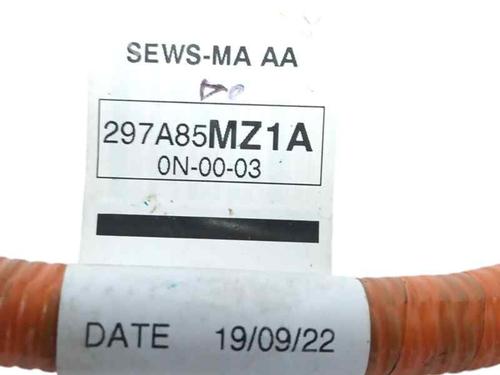 SEWS-MA AA
297A85MZ1A
0N-00-03
DATE 19/09/22